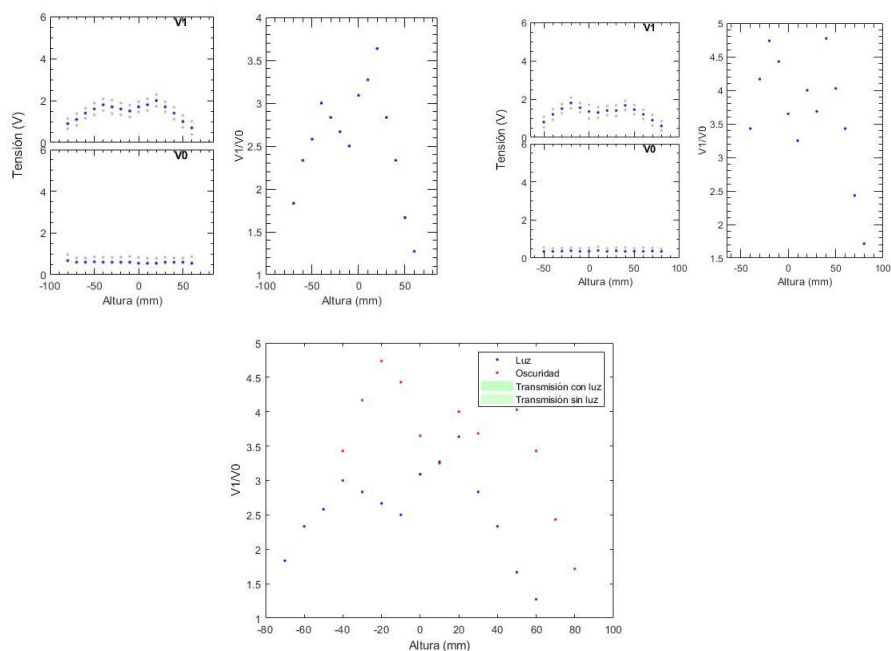 V1
Tensión (V)
6
4
2
0
V0
6
4
2
0
-100 -50 0 50
Altura (mm)
V1/V0
4
3.5
3
2.5
2
1.5
1
-100 -50 0 50
Altura (mm)
V1
Tensión (V)
6
4
2
0
V0
6
4
2
0
-50 0 50 100
Altura (mm)
V1/V0
5
4.5
4
3.5
3
2.5
2
1.5
-50 0 50 100
Altura (mm)
V1/V0
5
4.5
4
3.5
3
2.5
2
1.5
1
Luz
Oscuridad
Transmisión con luz
Transmisión sin luz
-80 -60 -40 -20 0 20 40 60 80 100
Altura (mm)